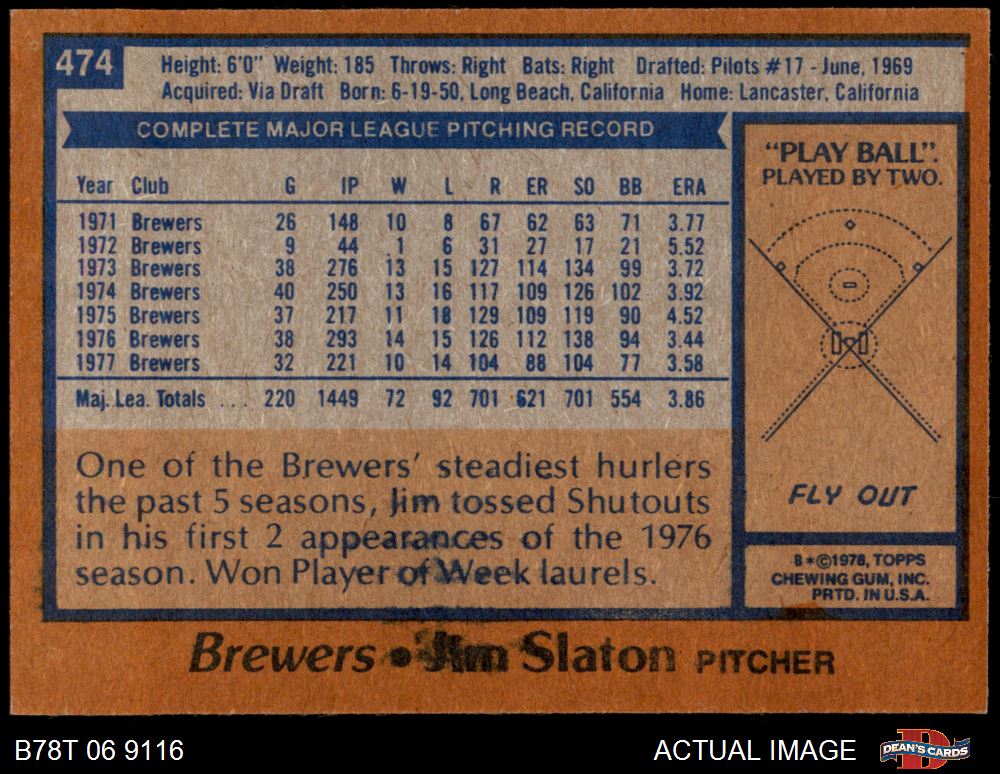 474
Height: 6'0" Weight: 185 Throws: Right Bats: Right Drafted: Pilots #17 - June, 1969
Acquired: Via Draft Born: 6-19-50, Long Beach, California Home: Lancaster, California
COMPLETE MAJOR LEAGUE PITCHING RECORD
Year Club G IP W L R ER SO BB ERA
1971 Brewers 26 148 10 8 67 62 63 71 3.77
1972 Brewers 9 44 1 6 31 27 17 21 5.52
1973 Brewers 38 276 13 15 127 114 134 99 3.72
1974 Brewers 40 250 13 16 117 109 126 102 3.92
1975 Brewers 37 217 11 18 129 109 119 90 4.52
1976 Brewers 38 293 14 15 126 112 138 94 3.44
1977 Brewers 32 221 10 14 104 88 104 77 3.58
Maj. Lea. Totals ... 220 1449 72 92 701 621 701 554 3.86
One of the Brewers' steadiest hurlers
the past 5 seasons, Jim tossed Shutouts
in his first 2 appearances of the 1976
season. Won Player of Week laurels.
"PLAY BALL".
PLAYED BY TWO.
FLY OUT
B*©1978, TOPPS
CHEWING GUM, INC.
PRTD. IN U.S.A.
Brewers • Jim Slaton PITCHER
B78T 06 9116
ACTUAL IMAGE
D
DEAN'S CARDS